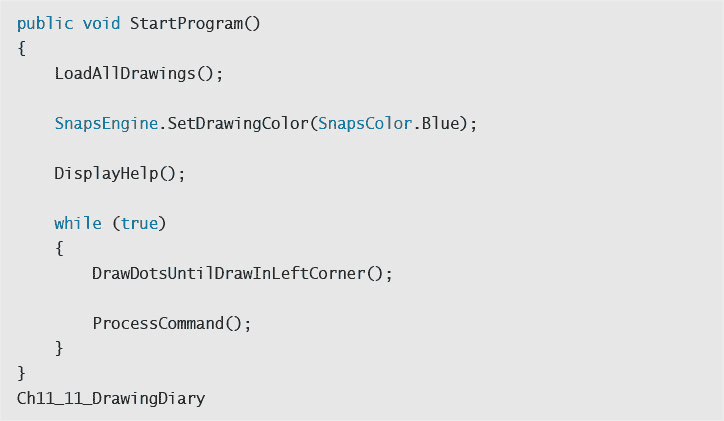 public void StartProgram()
{
    LoadAllDrawings();
    SnapsEngine.SetDrawingColor(SnapsColor.Blue);
    DisplayHelp();
    while (true)
    {
        DrawDotsUntilDrawInLeftCorner();
        ProcessCommand();
    }
}
Ch11_11_DrawingDiary